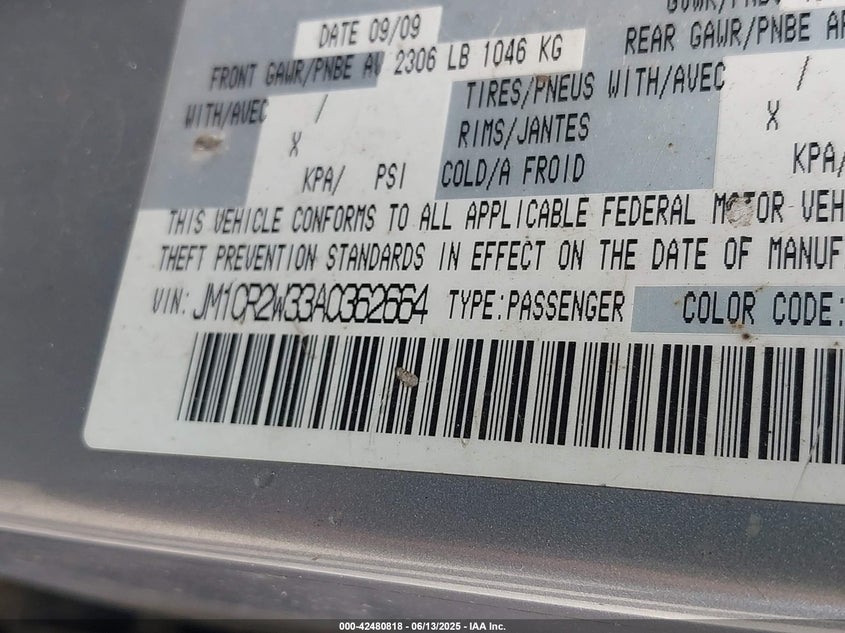 DATE 09/09
FRONT GAWR/PNBE AV 2306 LB 1046 KG
REAR GAWR/PNBE
WITH/AVEC /
TIRES/PNEUS WITH/AVEC /
X
RIMS/JANTES
X
KPA/ PSI
COLD/A FROID
KPA/
THIS VEHICLE CONFORMS TO ALL APPLICABLE FEDERAL MOTOR VEH
THEFT PREVENTION STANDARDS IN EFFECT ON THE DATE OF MANUF
VIN: JM1CR2W33A0362664 TYPE:PASSENGER COLOR CODE:
000-42480818 - 06/13/2025 - IAA Inc.